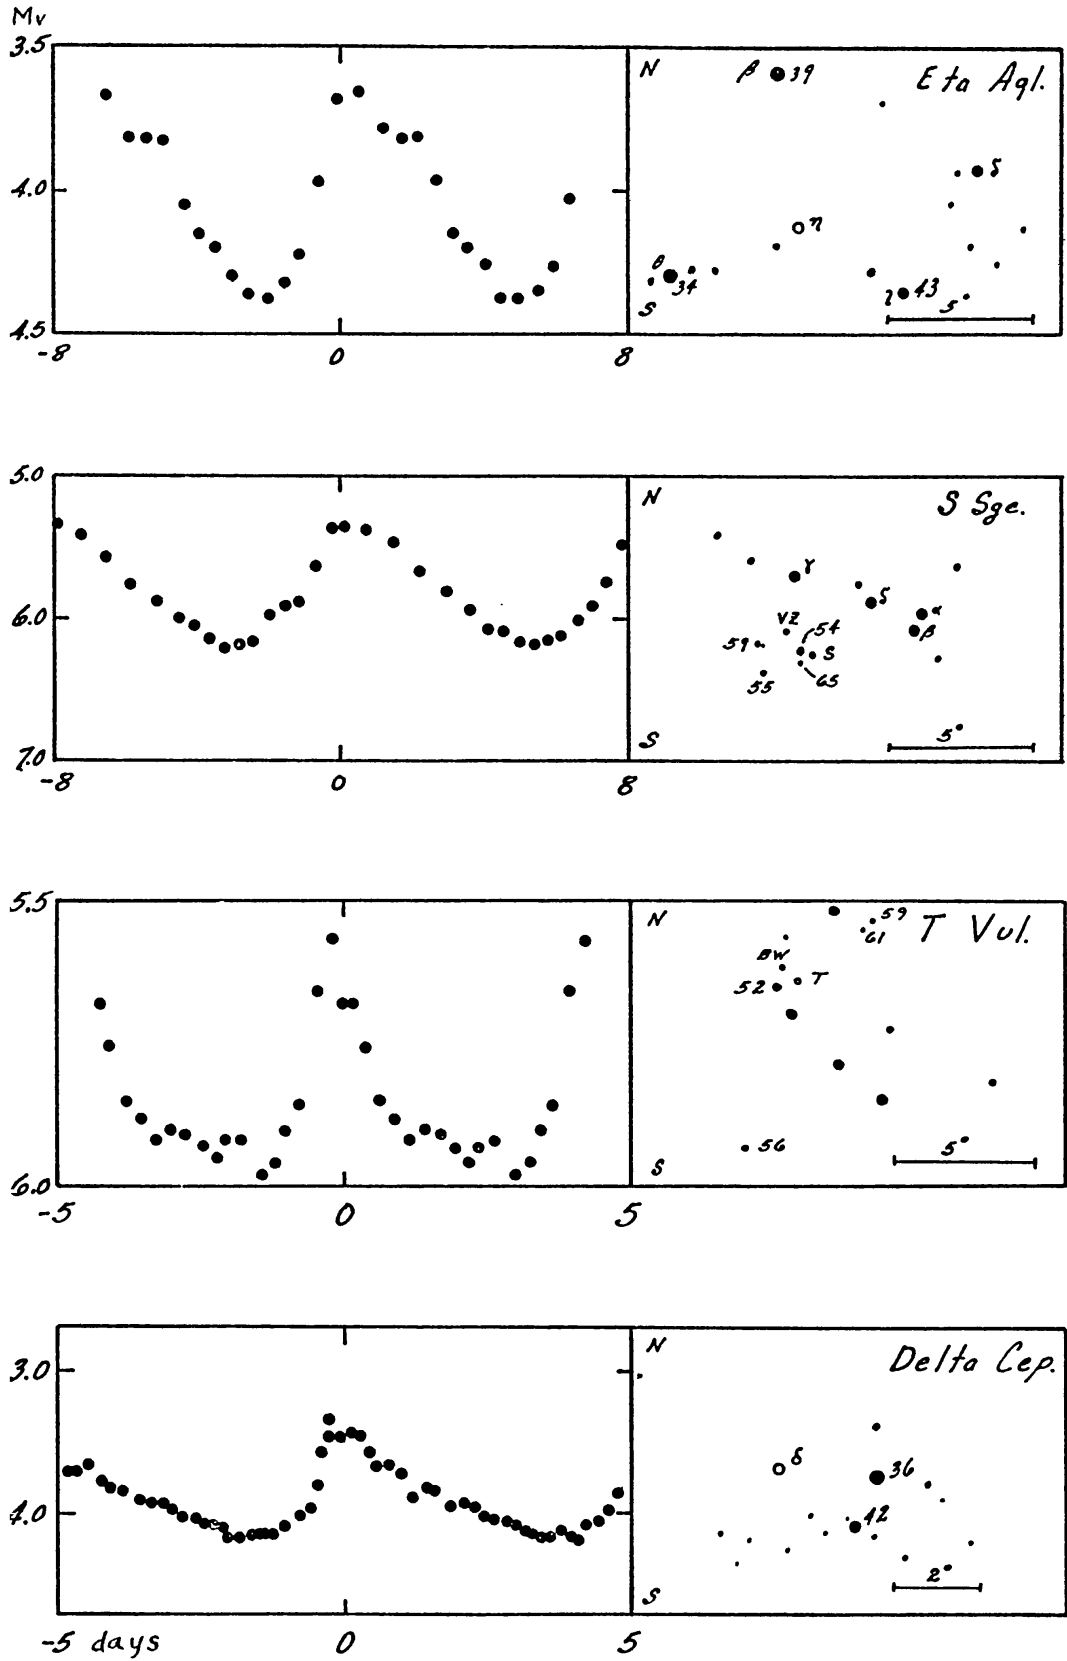 Mv
3.5
4.0
4.5
-8 0 8
N
β 39
Eta Aql.
δ
η
θ
34
ι 43
5°
S
5.0
6.0
7.0
-8 0 8
N
S Sge.
γ
δ
α
β
VZ
54
59
S
55
65
5°
S
5.5
6.0
-5 0 5
N
59
61
T Vul.
BW
52
T
56
5°
S
3.0
4.0
-5 days 0 5
N
Delta Cep.
δ
36
42
2°
S